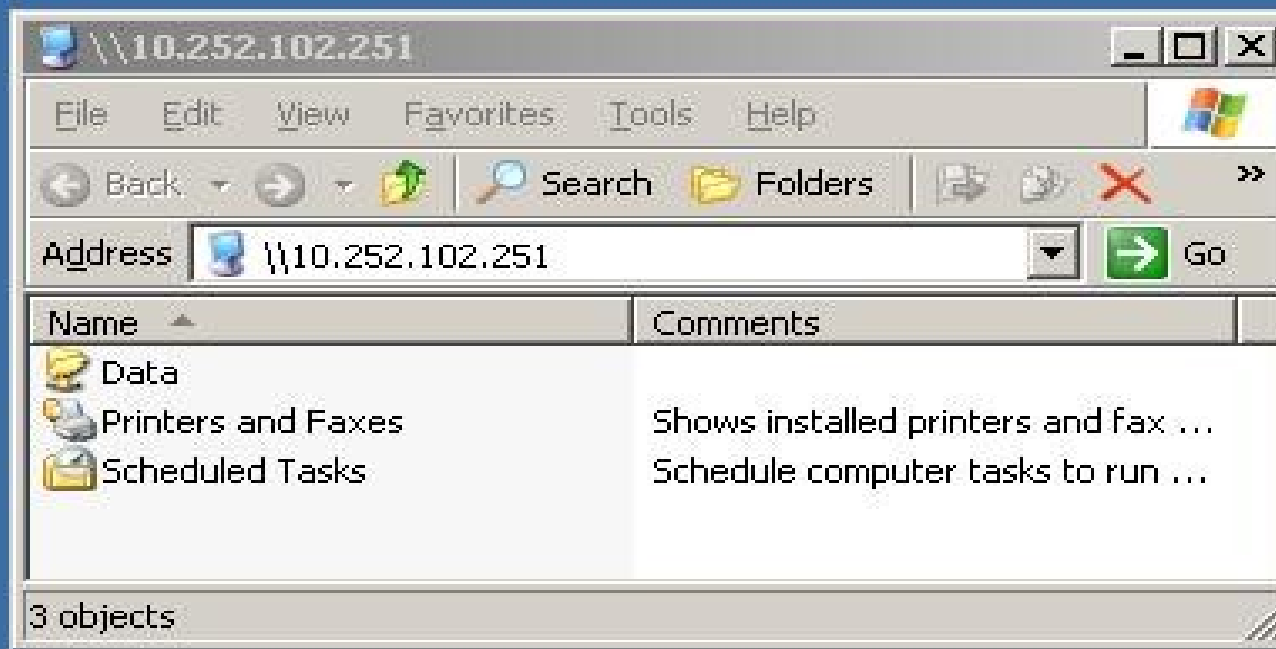 \\10.252.102.251
File Edit View Favorites Tools Help
Back Search Folders »
Address \\10.252.102.251 Go
Name Comments
Data
Printers and Faxes Shows installed printers and fax ...
Scheduled Tasks Schedule computer tasks to run ...
3 objects